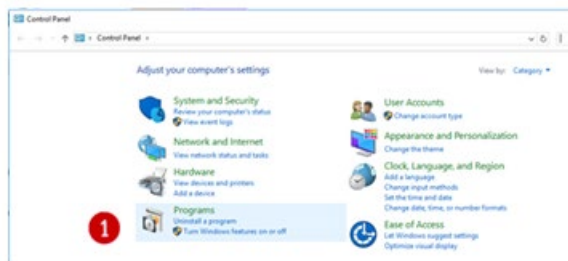 Control Panel
Control Panel
Adjust your computer's settings
View by: Category
System and Security
Review your computer's status
View event logs
Network and Internet
View network status and tasks
Hardware
View devices and printers
Add a device
Programs
Uninstall a program
Turn Windows features on or off
1
User Accounts
Change account type
Appearance and Personalization
Change the theme
Clock, Language, and Region
Add a language
Change input methods
Set the time and date
Change date, time, or number formats
Ease of Access
Let Windows suggest settings
Optimize visual display